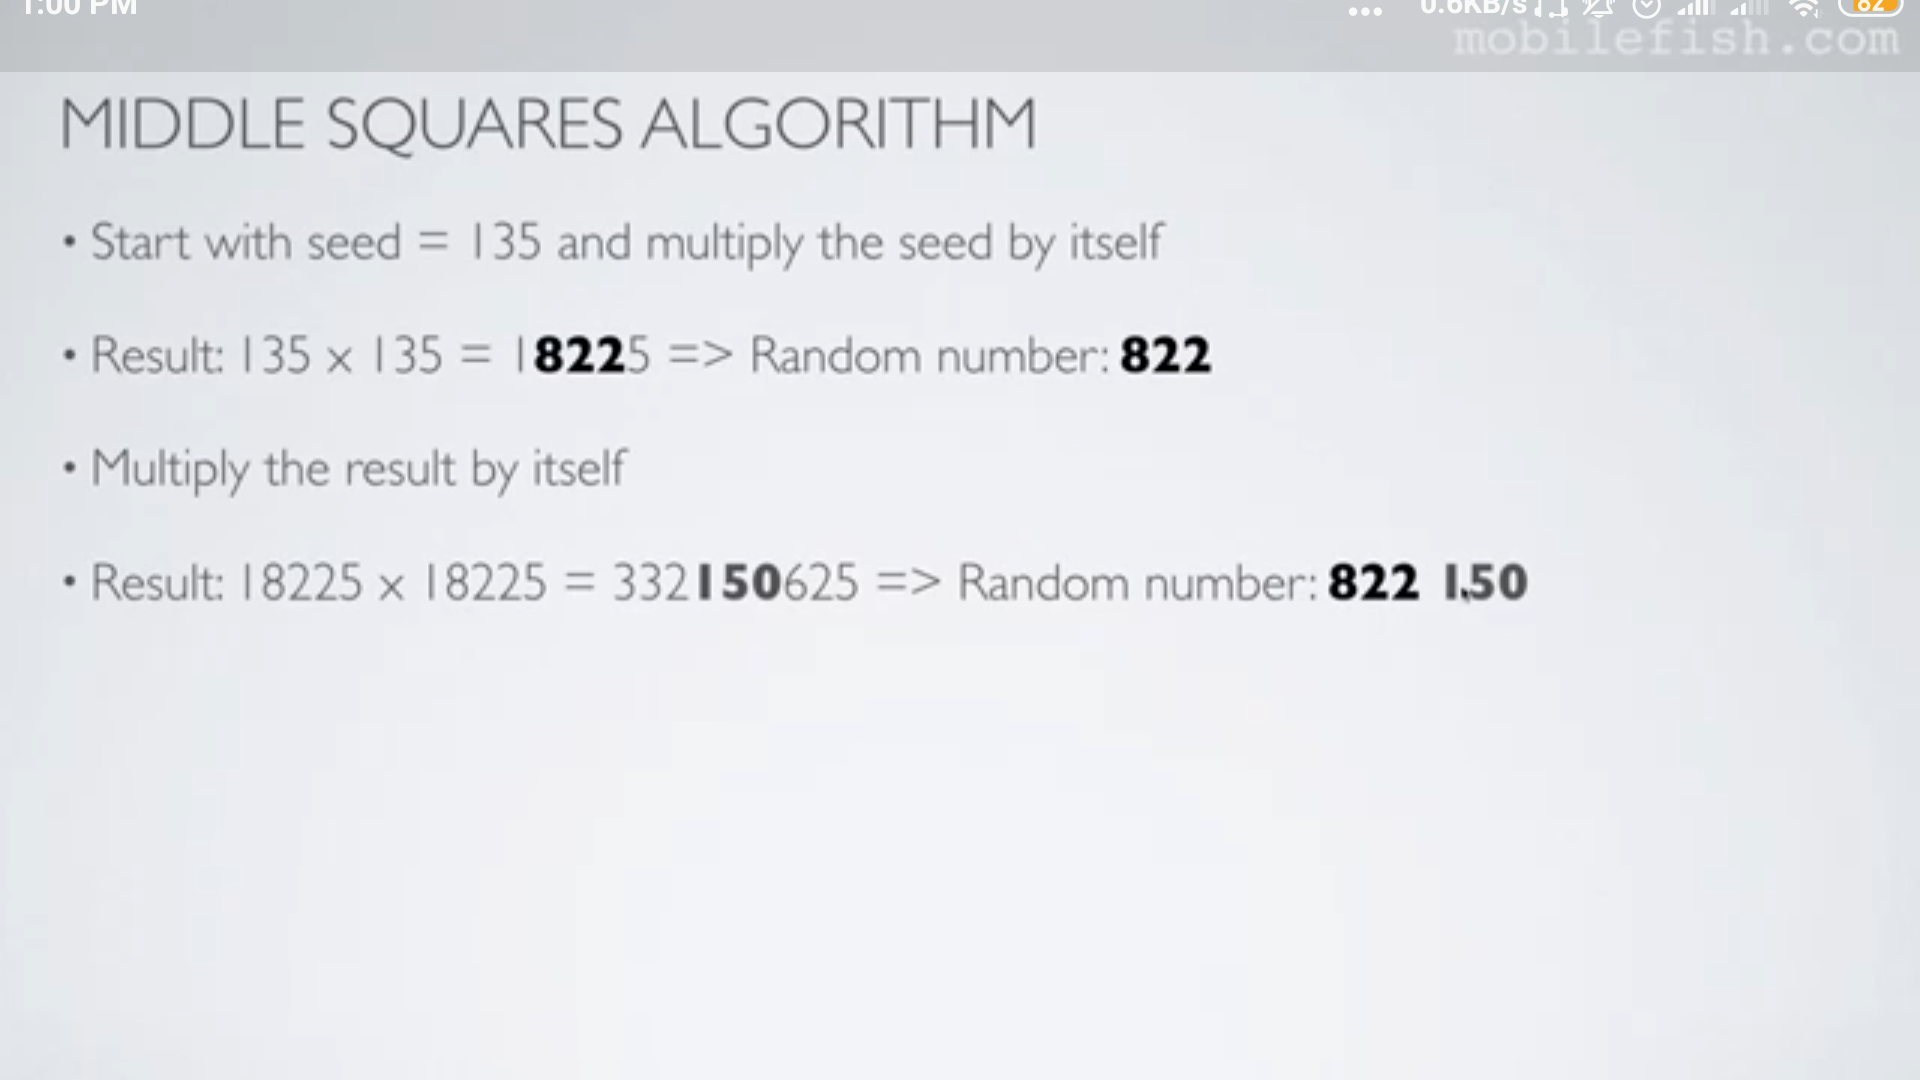 1:00 PM
0.6KB/s
82
mobilefish.com
MIDDLE SQUARES ALGORITHM
• Start with seed = 135 and multiply the seed by itself
• Result: 135 x 135 = 18225 => Random number: 822
• Multiply the result by itself
• Result: 18225 x 18225 = 332150625 => Random number: 822 150